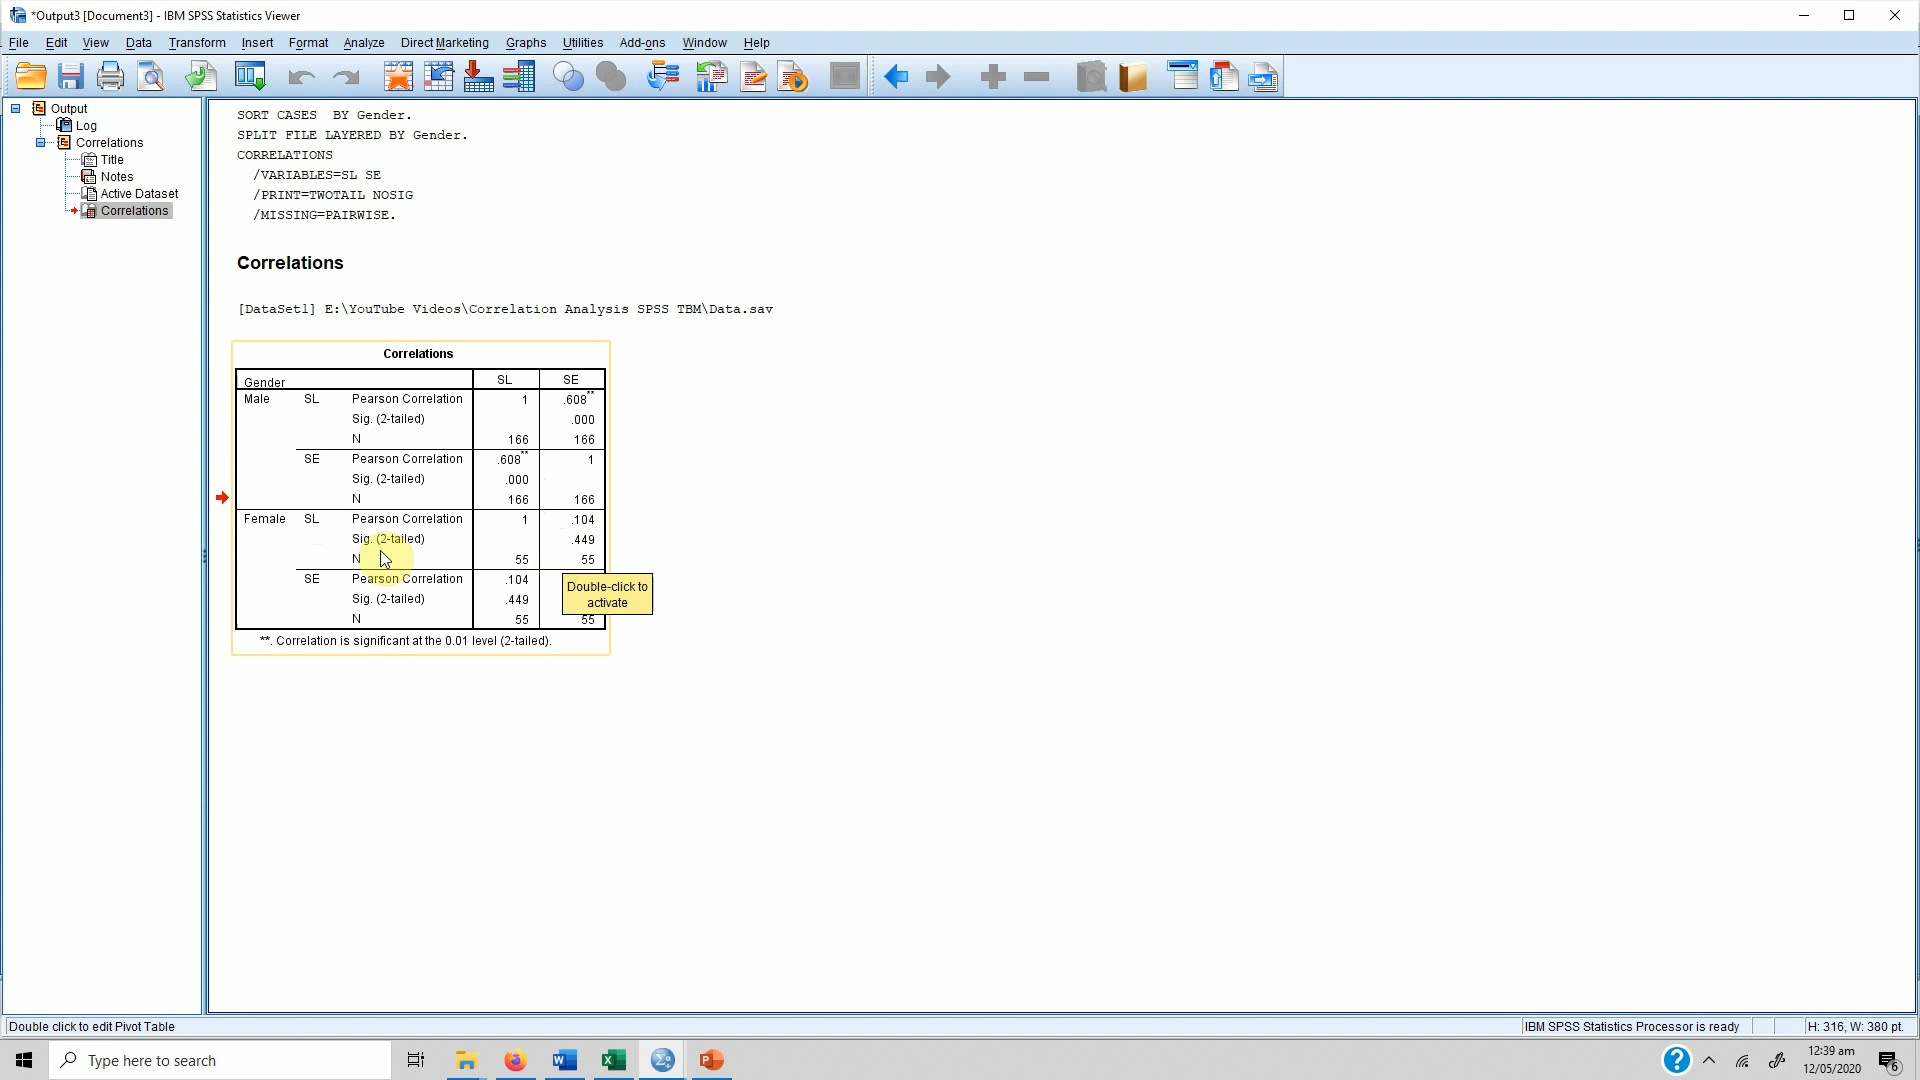 *Output3 [Document3] - IBM SPSS Statistics Viewer
File Edit View Data Transform Insert Format Analyze Direct Marketing Graphs Utilities Add-ons Window Help
Output
Log
Correlations
Title
Notes
Active Dataset
Correlations
SORT CASES  BY Gender.
SPLIT FILE LAYERED BY Gender.
CORRELATIONS
/VARIABLES=SL SE
/PRINT=TWOTAIL NOSIG
/MISSING=PAIRWISE.
Correlations
[DataSet1] E:\YouTube Videos\Correlation Analysis SPSS TBM\Data.sav
Correlations
Gender SL SE
Male SL Pearson Correlation 1 .608**
Sig. (2-tailed) .000
N 166 166
SE Pearson Correlation .608** 1
Sig. (2-tailed) .000
N 166 166
Female SL Pearson Correlation 1 .104
Sig. (2-tailed) .449
N 55 55
SE Pearson Correlation .104
Sig. (2-tailed) .449
N 55 55
Double-click to
activate
**. Correlation is significant at the 0.01 level (2-tailed).
Double click to edit Pivot Table
IBM SPSS Statistics Processor is ready
H: 316, W: 380 pt.
Type here to search
12:39 am
12/05/2020
6